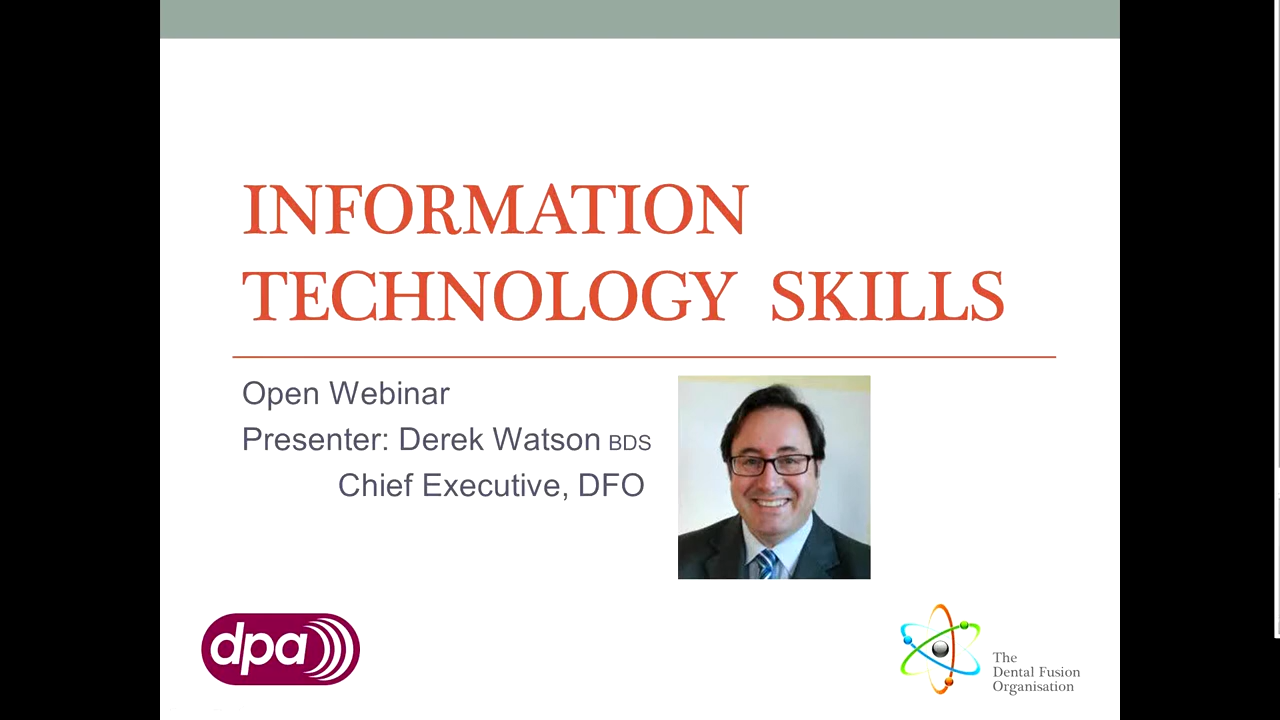 INFORMATION
TECHNOLOGY SKILLS
Open Webinar
Presenter: Derek Watson BDS
Chief Executive, DFO
dpa
The
Dental Fusion
Organisation